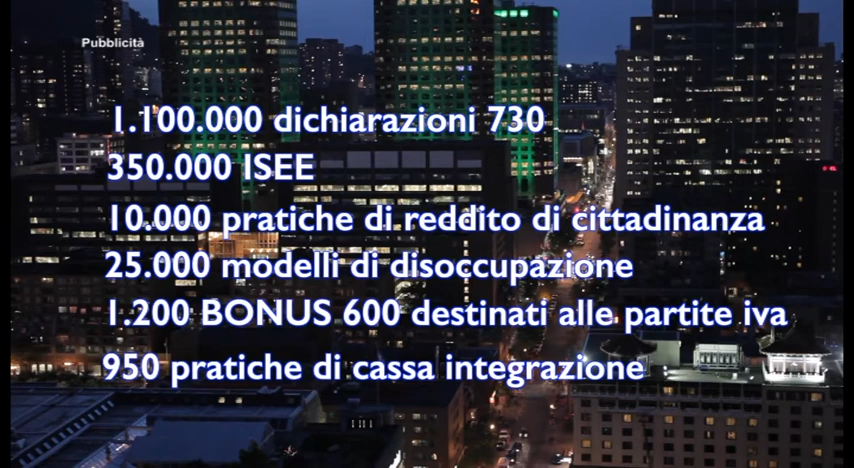 Pubblicità
1.100.000 dichiarazioni 730
350.000 ISEE
10.000 pratiche di reddito di cittadinanza
25.000 modelli di disoccupazione
1.200 BONUS 600 destinati alle partite iva
950 pratiche di cassa integrazione